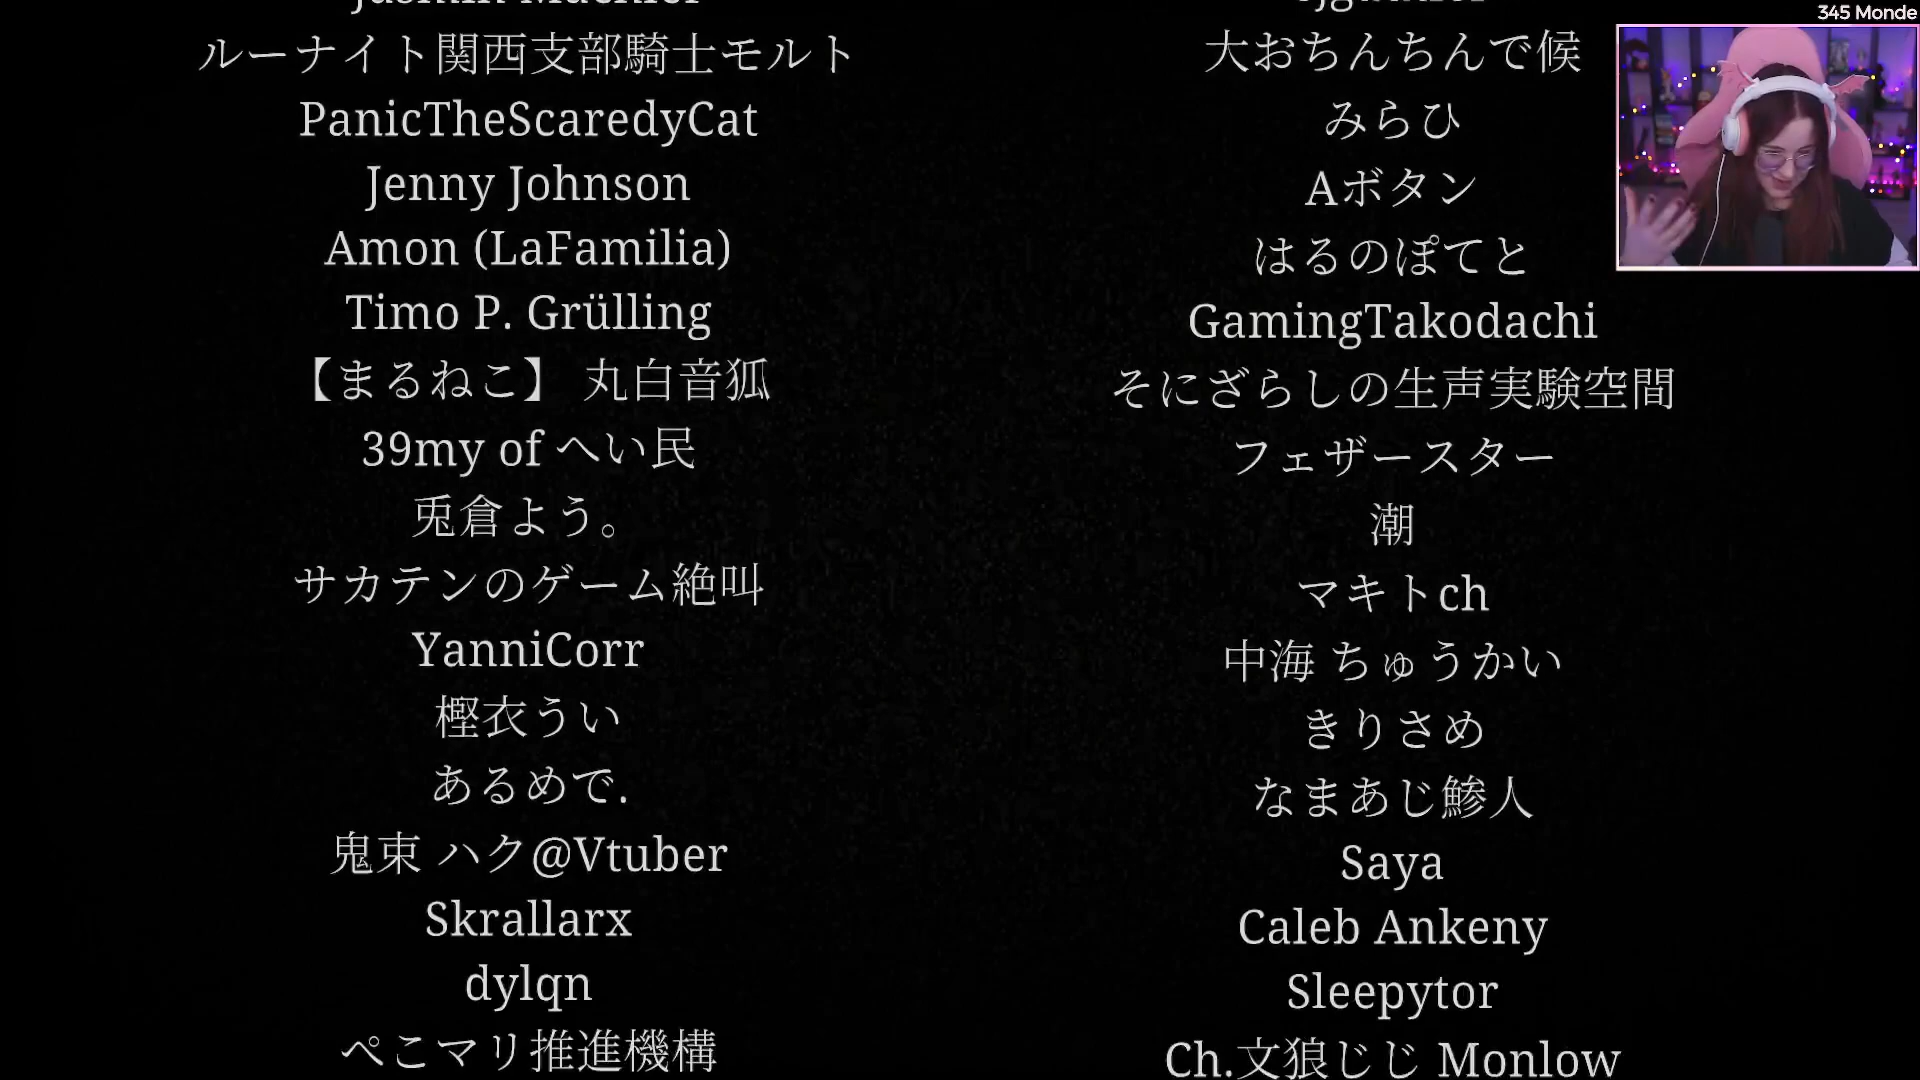 345 Monde
ルーナイト関西支部騎士モルト
PanicTheScaredyCat
Jenny Johnson
Amon (LaFamilia)
Timo P. Grülling
【まるねこ】 丸白音狐
39my of へい民
兎倉よう。
サカテンのゲーム絶叫
YanniCorr
樫衣うい
あるめで.
鬼束 ハク@Vtuber
Skrallarx
dylqn
ぺこマリ推進機構
大おちんちんで候
みらひ
Aボタン
はるのぽてと
GamingTakodachi
そにざらしの生声実験空間
フェザースター
潮
マキトch
中海 ちゅうかい
きりさめ
なまあじ鯵人
Saya
Caleb Ankeny
Sleepytor
Ch.文狼じじ Monlow